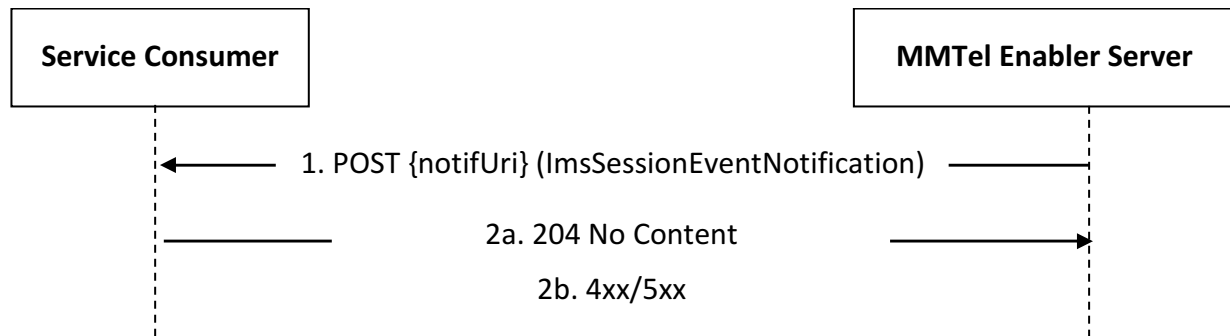 Service Consumer
MMTel Enabler Server
1. POST {notifUri} (ImsSessionEventNotification)
2a. 204 No Content
2b. 4xx/5xx